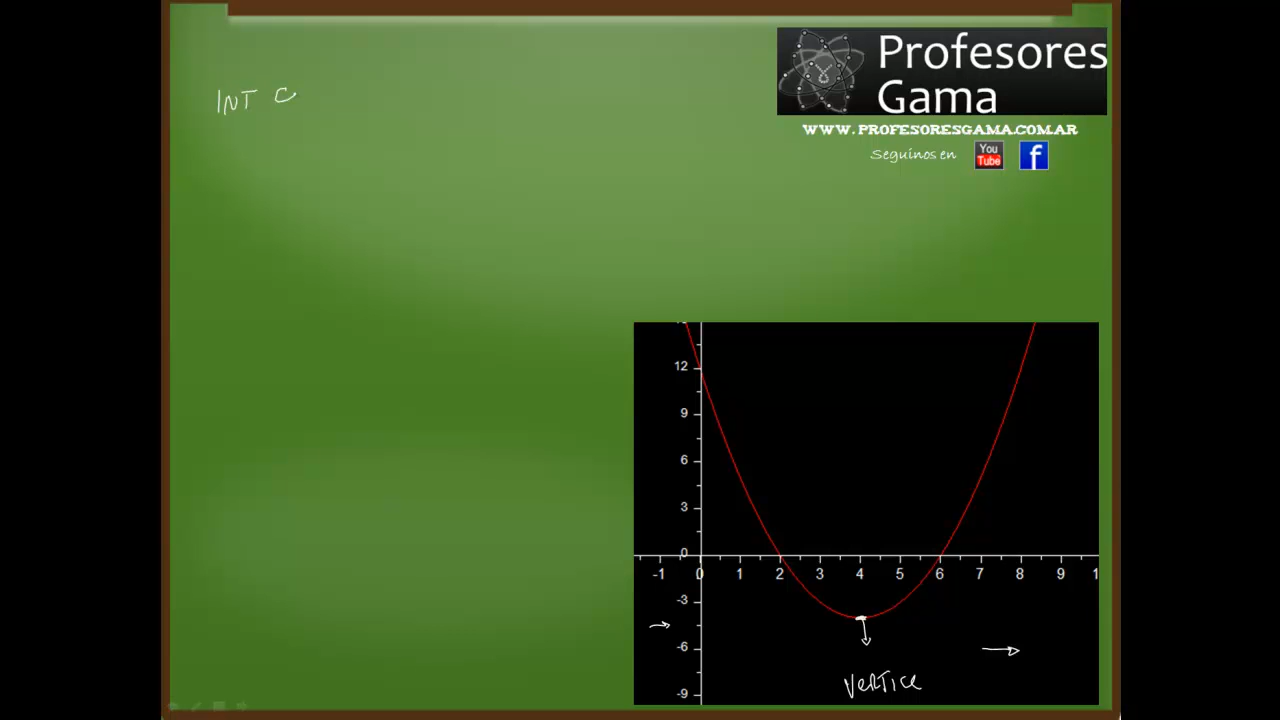 Profesores
Gama
WWW.PROFESORESGAMA.COM.AR
Seguinos en You Tube f
INT C
12
9
6
3
0
-1 0 1 2 3 4 5 6 7 8 9 1
-3
-6
-9
VERTICE